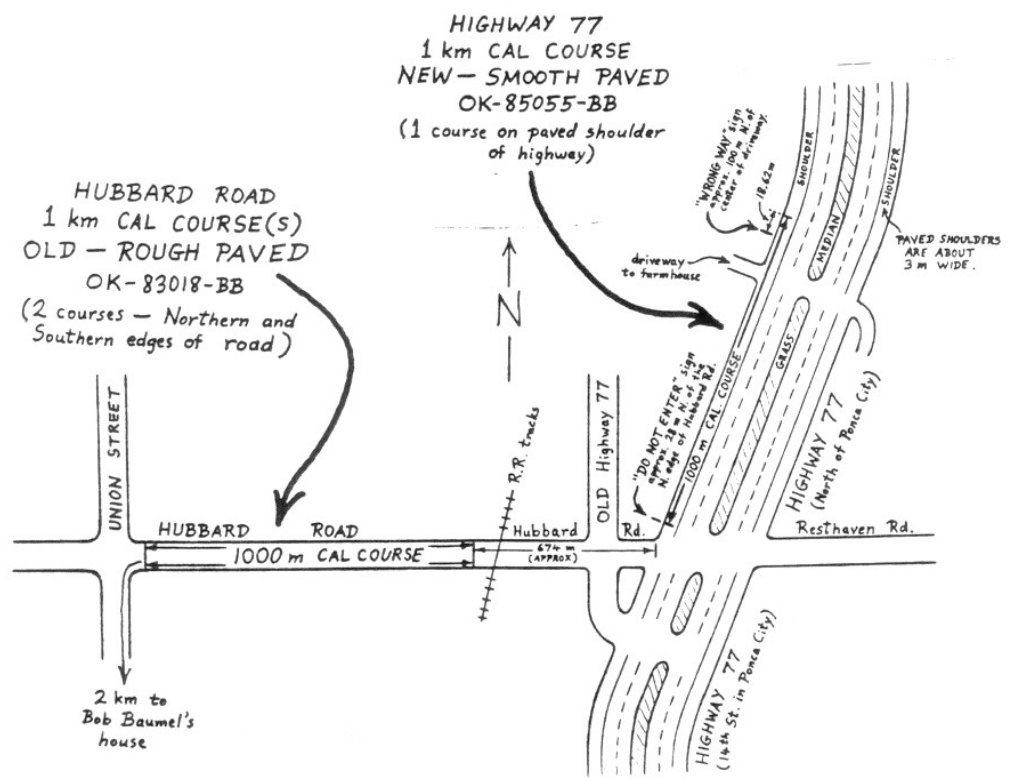 HIGHWAY 77
1 km CAL COURSE
NEW — SMOOTH PAVED
OK-85055-BB
(1 course on paved shoulder
of highway)
HUBBARD ROAD
1 km CAL COURSE(S)
OLD — ROUGH PAVED
OK-83018-BB
(2 courses — Northern and
Southern edges of road)
"WRONG WAY" sign
approx. 100 m N. of
center of driveway.
18.62m
SHOULDER
MEDIAN
SHOULDER
PAVED SHOULDERS
ARE ABOUT
3 m WIDE.
driveway
to farmhouse
N
GRASS
1000 m CAL. COURSE
"DO NOT ENTER" sign
approx. 28 m N. of the
N. edge of Hubbard Rd.
HIGHWAY 77
(North of Ponca City)
UNION STREET
R.R. tracks
OLD Highway 77
HUBBARD ROAD
Hubbard Rd.
Resthaven Rd.
1000 m CAL COURSE
674 m
(APPROX)
2 km to
Bob Baumel's
house
HIGHWAY 77
(14th St. in Ponca City)